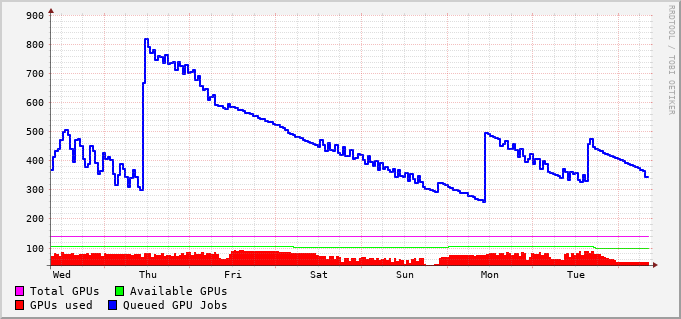 900
800
700
600
500
400
300
200
100
Wed Thu Fri Sat Sun Mon Tue
Total GPUs Available GPUs
GPUs used Queued GPU Jobs
RRDTOOL / TOBI OETIKER